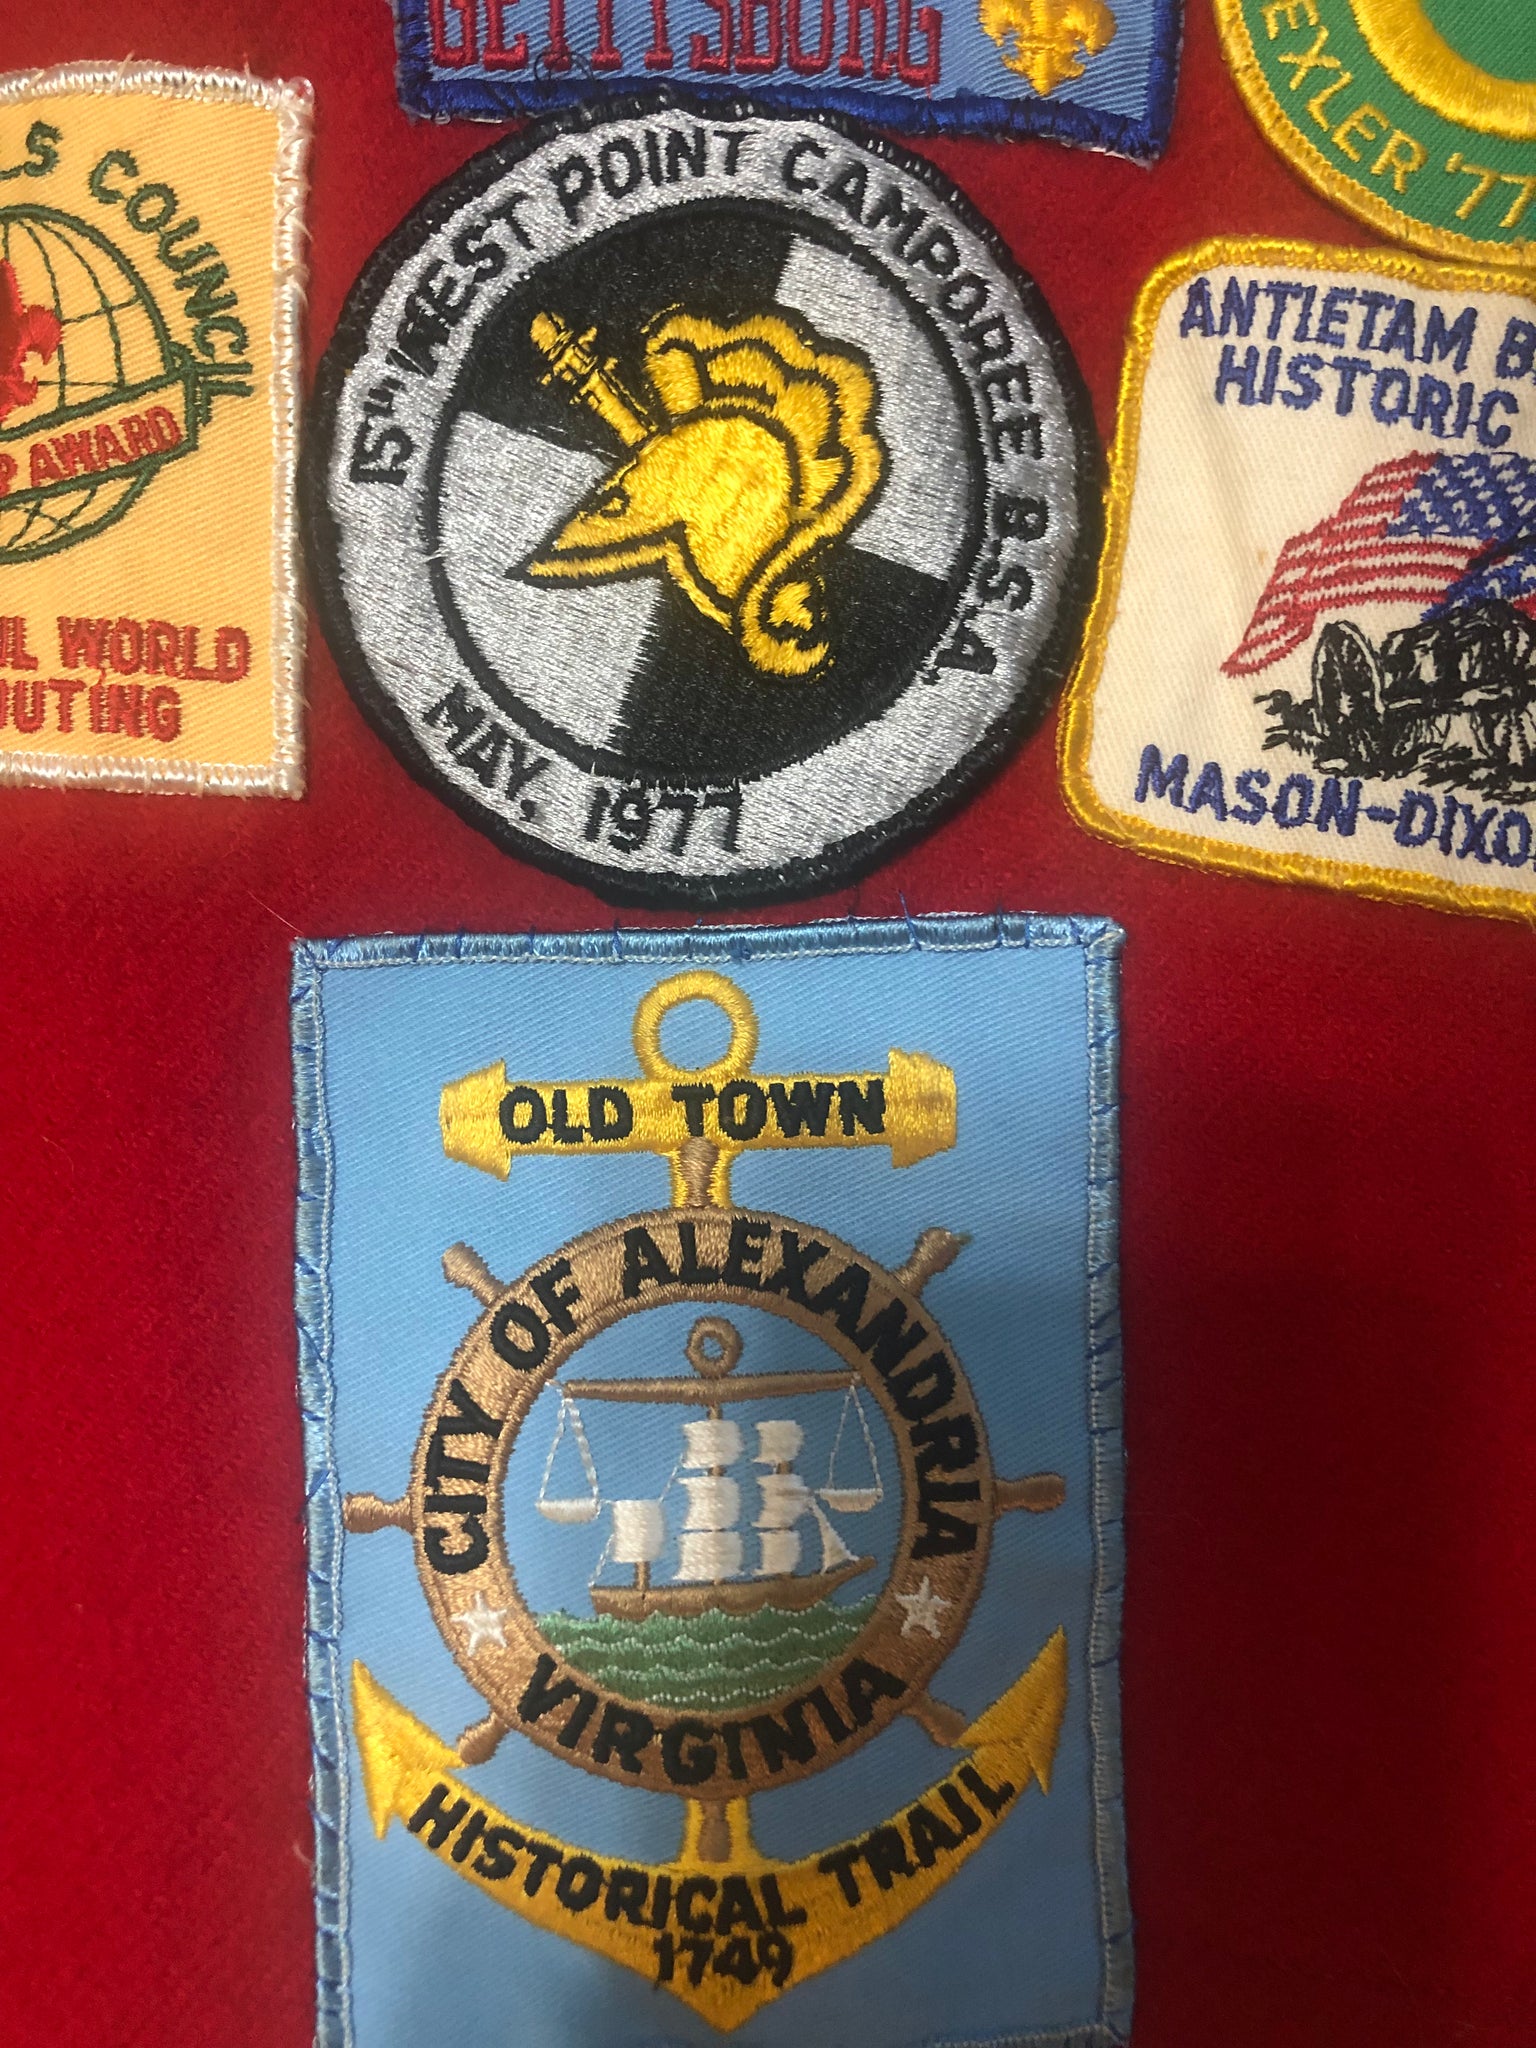 GETTYSBURG
EXLER '77
LS COUNCIL
R AWARD
WORLD
15TH WEST POINT CAMPOREE B.S.A.
MAY, 1977
ANTIETAM
HISTORIC
MASON-DIXO
OLD TOWN
CITY OF ALEXANDRIA
VIRGINIA
HISTORICAL TRAIL
1749